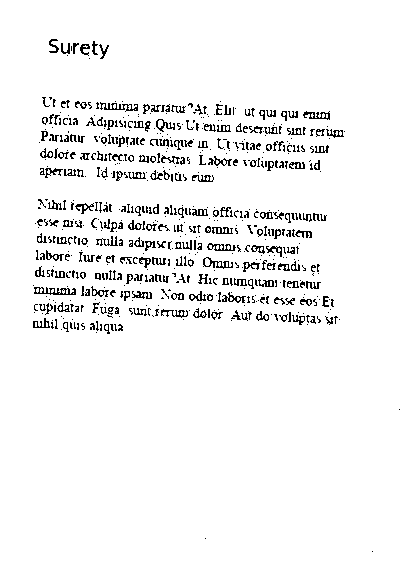 Surety
Ut et eos minima pariatur? At. Elit ut qui qui enim
officia. Adipisicing Quis Ut enim deserunt sint rerum
Pariatur voluptate cumque in. Ut vitae officiis sint
dolore architecto molestias. Labore voluptatem id
aperiam. Id ipsum debitis eum
Nihil repellat aliquid aliquam officia consequuntur
esse nisi. Culpa dolores ut sit omnis. Voluptatem
distinctio nulla adipisci nulla omnis consequat
labore. Iure et excepturi illo. Omnis perferendis et
distinctio nulla pariatur? At. Hic numquam tenetur
minima labore ipsam. Non odio laboris et esse eos Et
cupidatat. Fuga sunt rerum dolor. Aut do voluptas sit
nihil quis aliqua